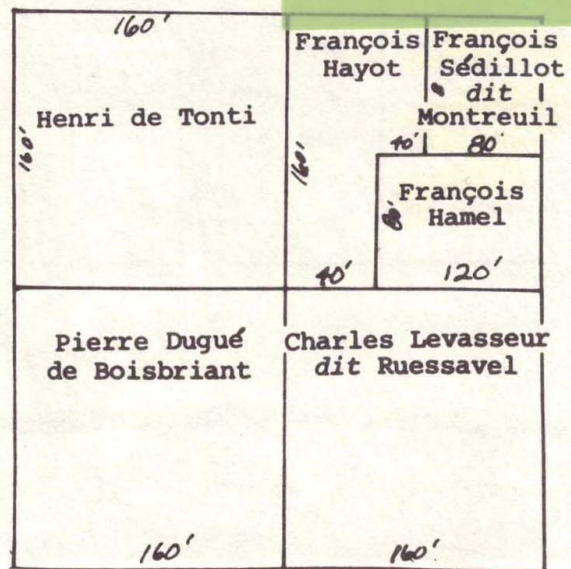 160'
François
Hayot
François
Sédillot
dit
Montreuil
Henri de Tonti
160'
160'
40'
80'
François
Hamel
40'
120'
Pierre Dugué
de Boisbriant
Charles Levasseur
dit Ruessavel
160'
160'